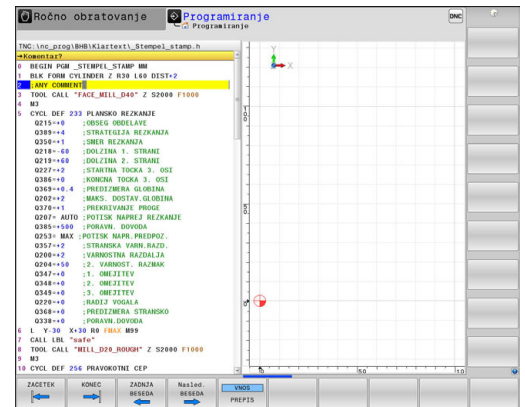 Ročno obratovanje
Programiranje
Programiranje
DNC
TNC:\nc_prog\BHB\Klartext\_Stempel_stamp.h
→Komentar?
0 BEGIN PGM _STEMPEL_STAMP MM
1 BLK FORM CYLINDER Z R30 L60 DIST+2
2 ;ANY COMMENT
3 TOOL CALL "FACE_MILL_D40" Z S2000 F1000
4 M3
5 CYCL DEF 233 PLANSKO REZKANJE
Q215=+0 ;OBSEG OBDELAVE
Q389=+4 ;STRATEGIJA REZKANJA
Q350=+1 ;SMER REZKANJA
Q218=-60 ;DOLZINA 1. STRANI
Q219=+60 ;DOLZINA 2. STRANI
Q227=+2 ;STARTNA TOCKA 3. OSI
Q386=+0 ;KONCNA TOCKA 3. OSI
Q369=+0.4 ;PREDIZMERA GLOBINA
Q202=+2 ;MAKS. DOSTAV.GLOBINA
Q370=+1 ;PREKRIVANJE PROGE
Q207= AUTO ;POTISK NAPREJ REZKANJE
Q385=+500 ;PORAVN. DOVODA
Q253= MAX ;POTISK NAPR.PREDPOZ.
Q357=+2 ;STRANSKA VARN.RAZD.
Q200=+2 ;VARNOSTNA RAZDALJA
Q204=+50 ;2. VARNOST. RAZMAK
Q347=+0 ;1. OMEJITEV
Q348=+0 ;2. OMEJITEV
Q349=+0 ;3. OMEJITEV
Q220=+0 ;RADIJ VOGALA
Q368=+0 ;PREDIZMERA STRANSKO
Q338=+0 ;PORAVN.DOVODA
6 L Y-30 X+30 R0 FMAX M99
7 CALL LBL "safe"
8 TOOL CALL "MILL_D20_ROUGH" Z S2000 F1000
9 M3
10 CYCL DEF 256 PRAVOKOTNI CEP
Y
X
100
50
0
0
50
110
ZACETEK
KONEC
ZADNJA BESEDA
Nasled. BESEDA
VNOS
PREPIS